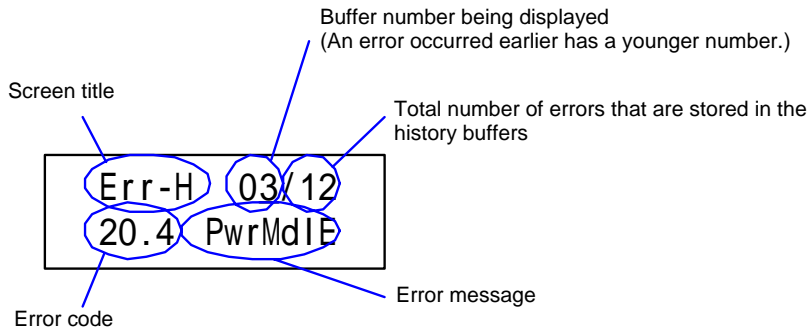 Buffer number being displayed
(An error occurred earlier has a younger number.)
Screen title
Total number of errors that are stored in the
history buffers
Err-H 03/12
20.4 PwrMdlE
Error message
Error code